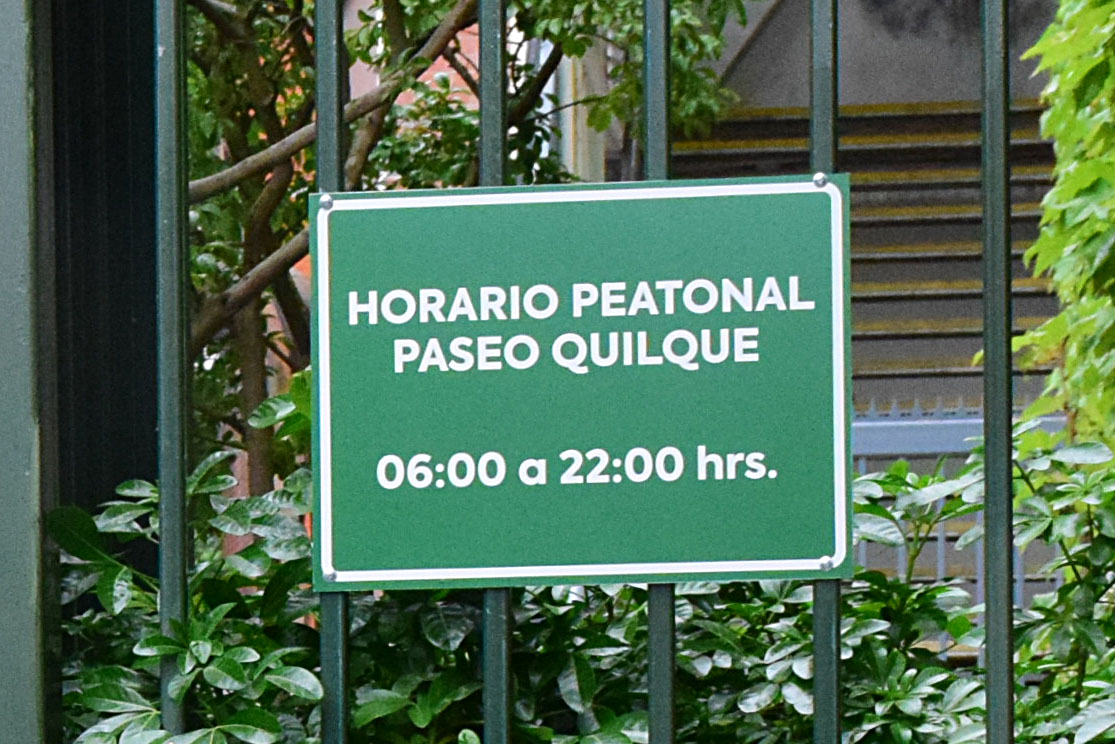 HORARIO PEATONAL
PASEO QUILQUE
06:00 a 22:00 hrs.